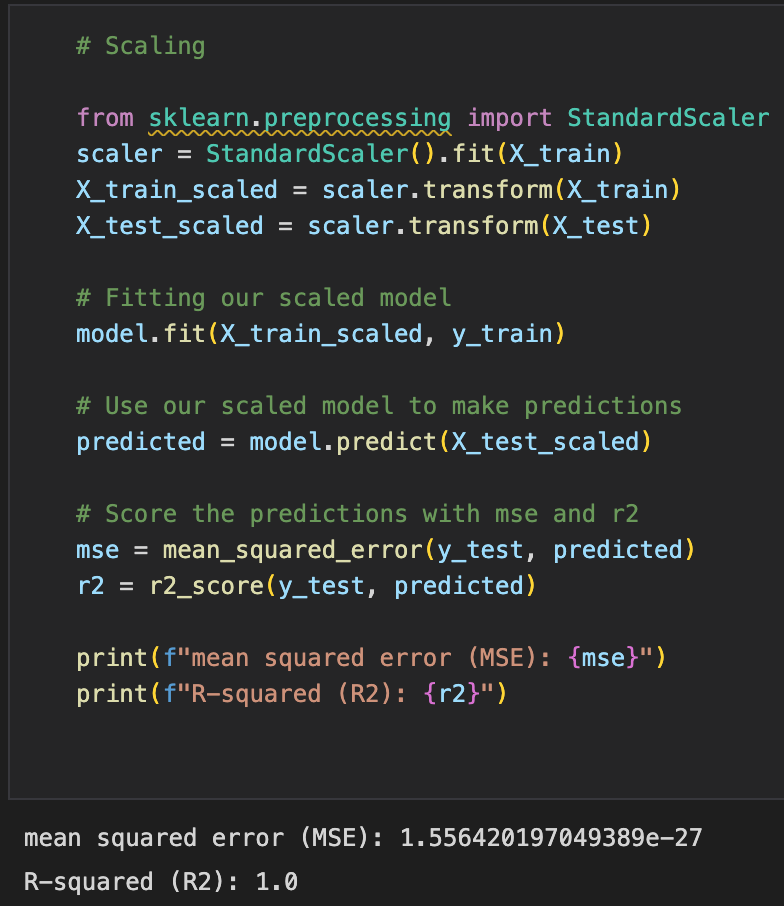 # Scaling
from sklearn.preprocessing import StandardScaler
scaler = StandardScaler().fit(X_train)
X_train_scaled = scaler.transform(X_train)
X_test_scaled = scaler.transform(X_test)
# Fitting our scaled model
model.fit(X_train_scaled, y_train)
# Use our scaled model to make predictions
predicted = model.predict(X_test_scaled)
# Score the predictions with mse and r2
mse = mean_squared_error(y_test, predicted)
r2 = r2_score(y_test, predicted)
print(f"mean squared error (MSE): {mse}")
print(f"R-squared (R2): {r2}")
mean squared error (MSE): 1.556420197049389e-27
R-squared (R2): 1.0